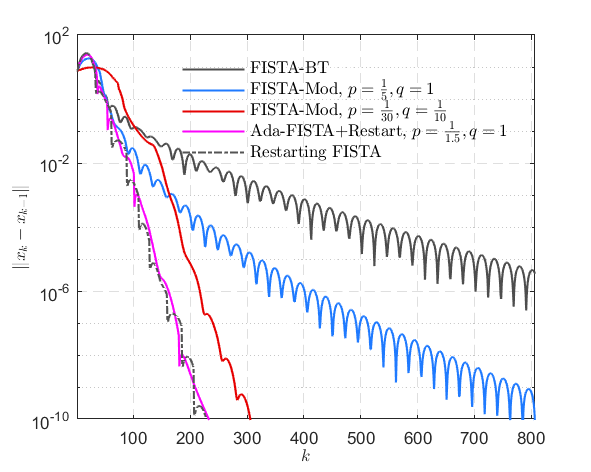 10²
10⁻²
10⁻⁶
10⁻¹⁰
‖x_k − x_{k−1}‖
FISTA-BT
FISTA-Mod, p = 1/5, q = 1
FISTA-Mod, p = 1/30, q = 1/10
Ada-FISTA+Restart, p = 1/1.5, q = 1
Restarting FISTA
100 200 300 400 500 600 700 800
k